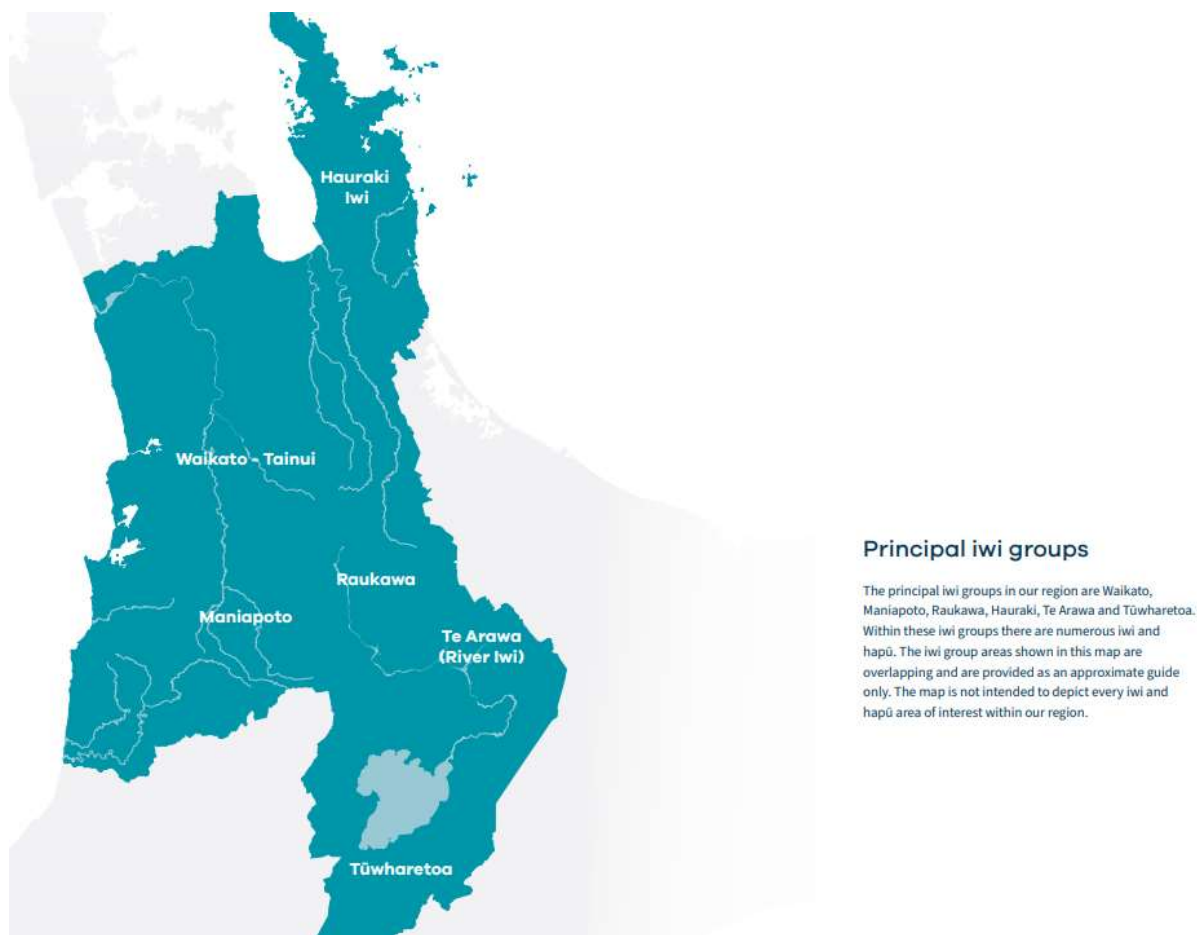 Hauraki
Iwi
Waikato - Tainui
Raukawa
Maniapoto
Te Arawa
(River Iwi)
Tūwharetoa
Principal iwi groups
The principal iwi groups in our region are Waikato,
Maniapoto, Raukawa, Hauraki, Te Arawa and Tūwharetoa.
Within these iwi groups there are numerous iwi and
hapū. The iwi group areas shown in this map are
overlapping and are provided as an approximate guide
only. The map is not intended to depict every iwi and
hapū area of interest within our region.